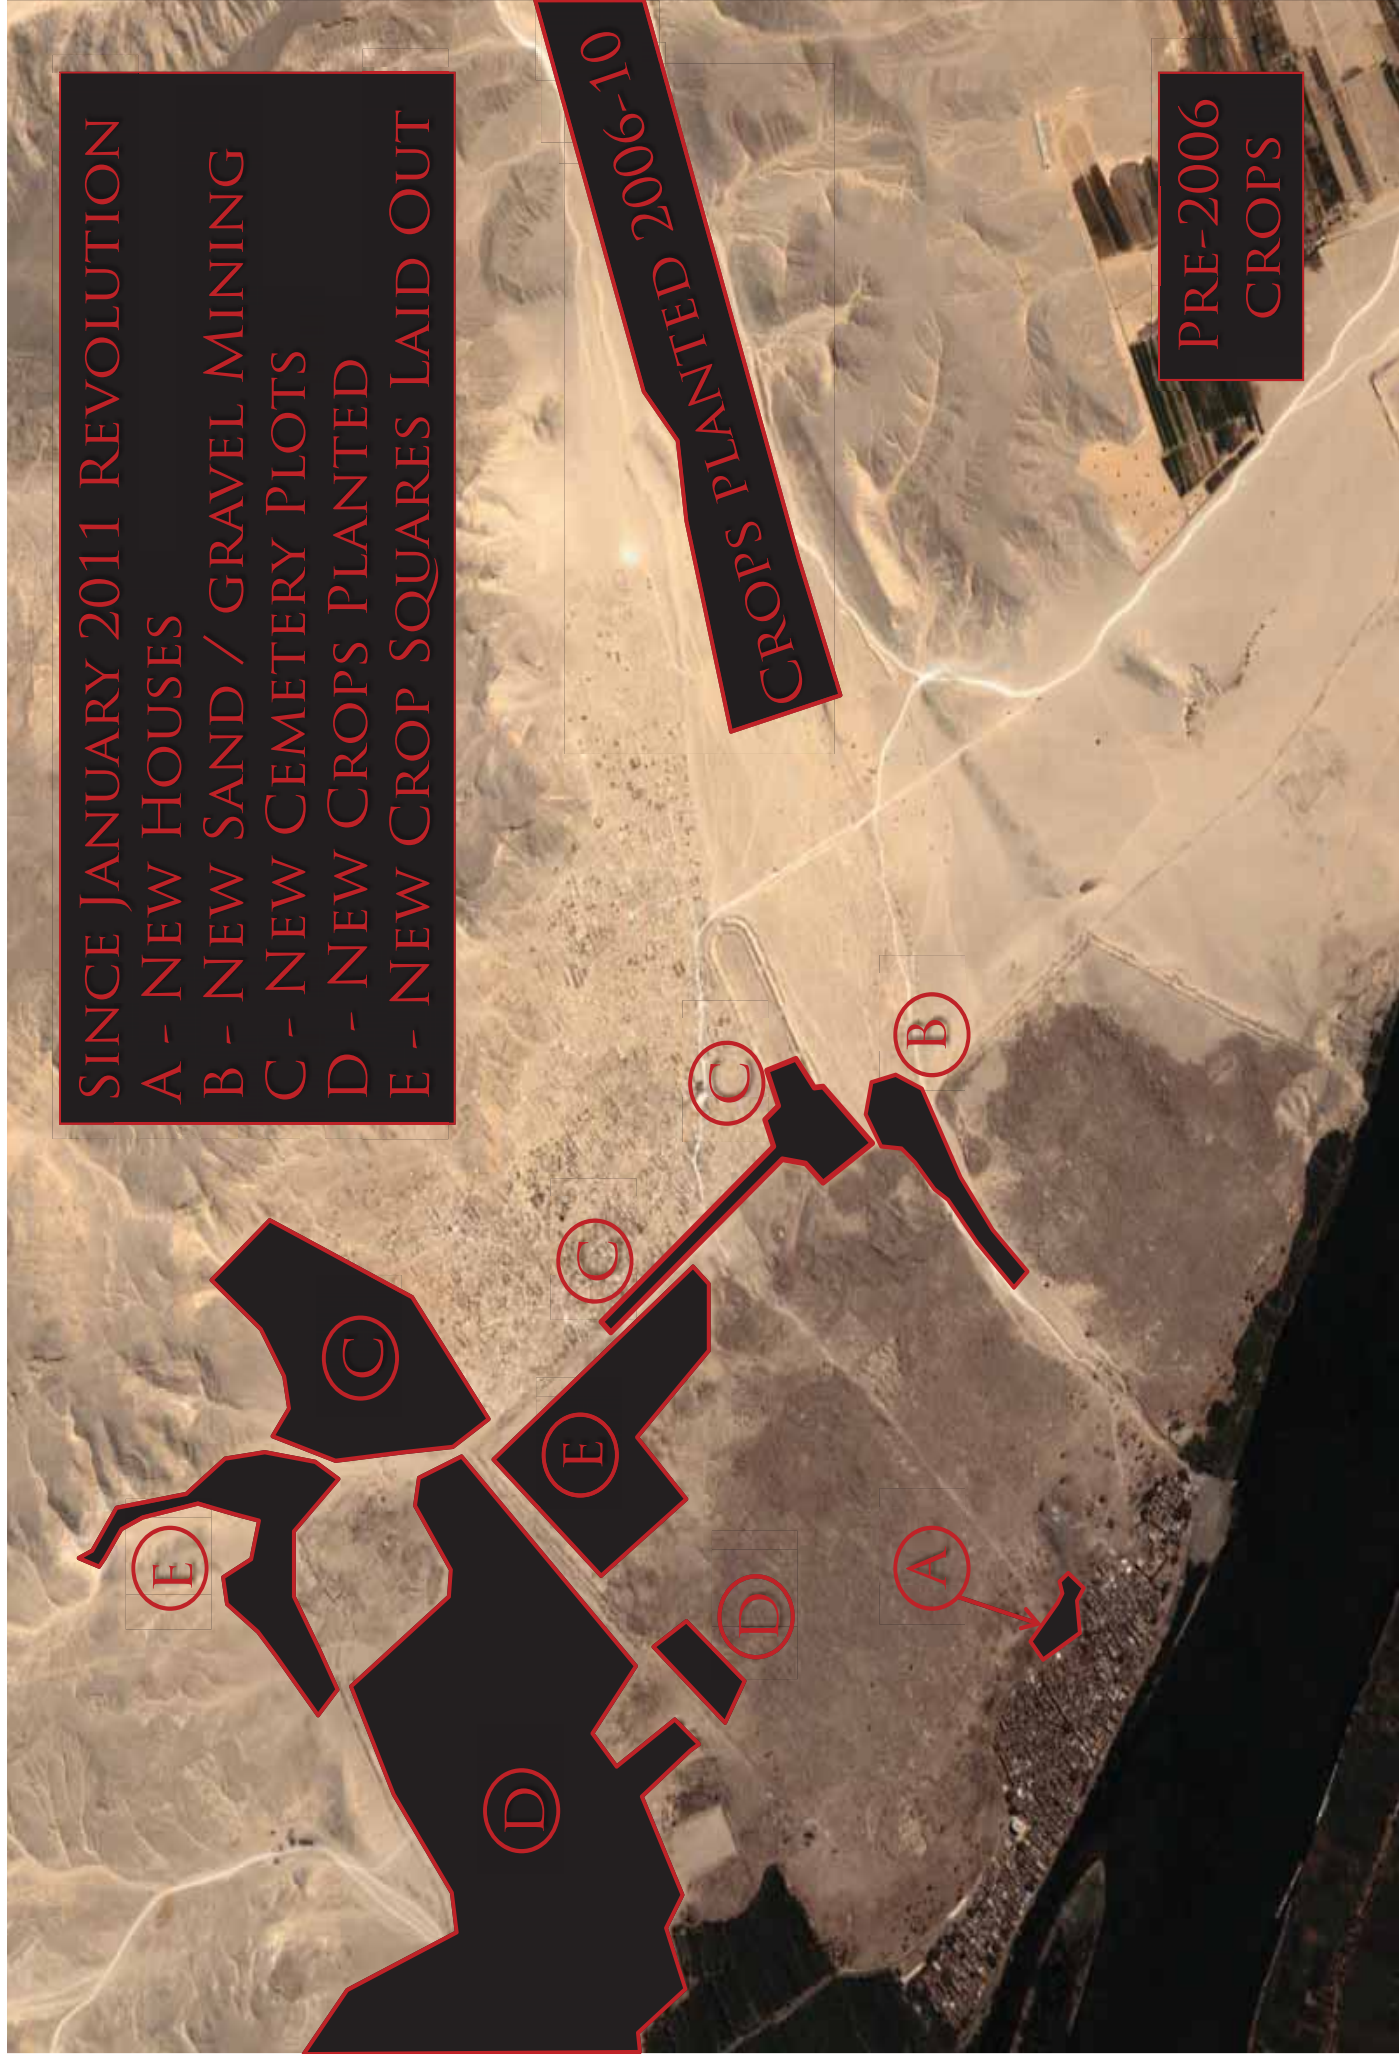 SINCE JANUARY 2011 REVOLUTION
A - NEW HOUSES
B - NEW SAND / GRAVEL MINING
C - NEW CEMETERY PLOTS
D - NEW CROPS PLANTED
E - NEW CROP SQUARES LAID OUT
CROPS PLANTED 2006-10
PRE-2006
CROPS
E
C
C
C
E
D
D
A
B